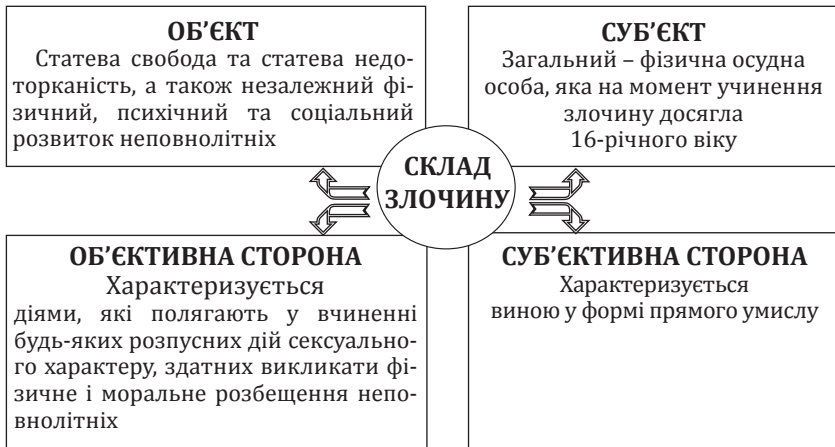 ОБ’ЄКТ
Статева свобода та статева недо-
торканість, а також незалежний фі-
зичний, психічний та соціальний
розвиток неповнолітніх
СУБ’ЄКТ
Загальний – фізична осудна
особа, яка на момент учинення
злочину досягла
16-річного віку
СКЛАД
ЗЛОЧИНУ
ОБ’ЄКТИВНА СТОРОНА
Характеризується
діями, які полягають у вчиненні
будь-яких розпусних дій сексуально-
го характеру, здатних викликати фі-
зичне і моральне розбещення непо-
внолітніх
СУБ’ЄКТИВНА СТОРОНА
Характеризується
виною у формі прямого умислу